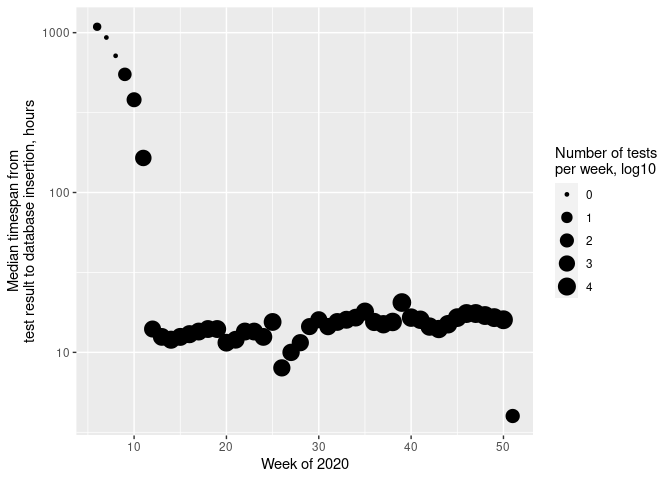 Median timespan from
test result to database insertion, hours
1000
100
10
10
20
30
40
50
Week of 2020
Number of tests
per week, log10
0
1
2
3
4